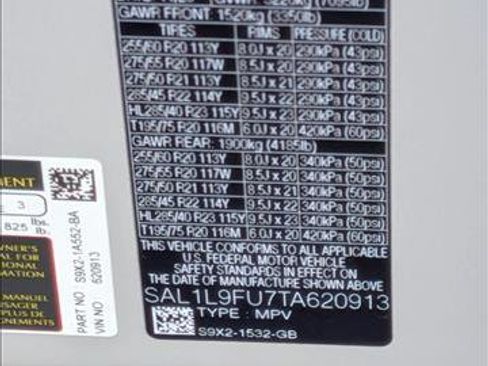 GAWR FRONT 1520kg (3350lb)
TIRES RIMS PRESSURE (COLD)
255/60 R20 113Y 8.0J x 20 290kPa (43psi)
275/55 R20 117W 8.5J x 20 290kPa (43psi)
275/50 R21 113Y 8.5J x 21 290kPa (43psi)
285/45 R22 114Y 9.5J x 22 290kPa (43psi)
HL285/40 R23 115Y 9.5J x 23 290kPa (43psi)
T195/75 R20 116M 6.0J x 20 420kPa (60psi)
GAWR REAR: 1900kg (4185lb)
255/60 R20 113Y 8.0J x 20 340kPa (50psi)
275/55 R20 117W 8.5J x 20 340kPa (50psi)
275/50 R21 113Y 8.5J x 21 340kPa (50psi)
285/45 R22 114Y 9.5J x 22 340kPa (50psi)
HL285/40 R23 115Y 9.5J x 23 340kPa (50psi)
T195/75 R20 116M 6.0J x 20 420kPa (60psi)
THIS VEHICLE CONFORMS TO ALL APPLICABLE
U.S. FEDERAL MOTOR VEHICLE
SAFETY STANDARDS IN EFFECT ON
THE DATE OF MANUFACTURE SHOWN ABOVE
SAL1L9FU7TA620913
TYPE : MPV
S9X2-1532-GB
3
825 lbs.
MANUEL
PART NO S9X2-1A552-BA
VIN NO 620913